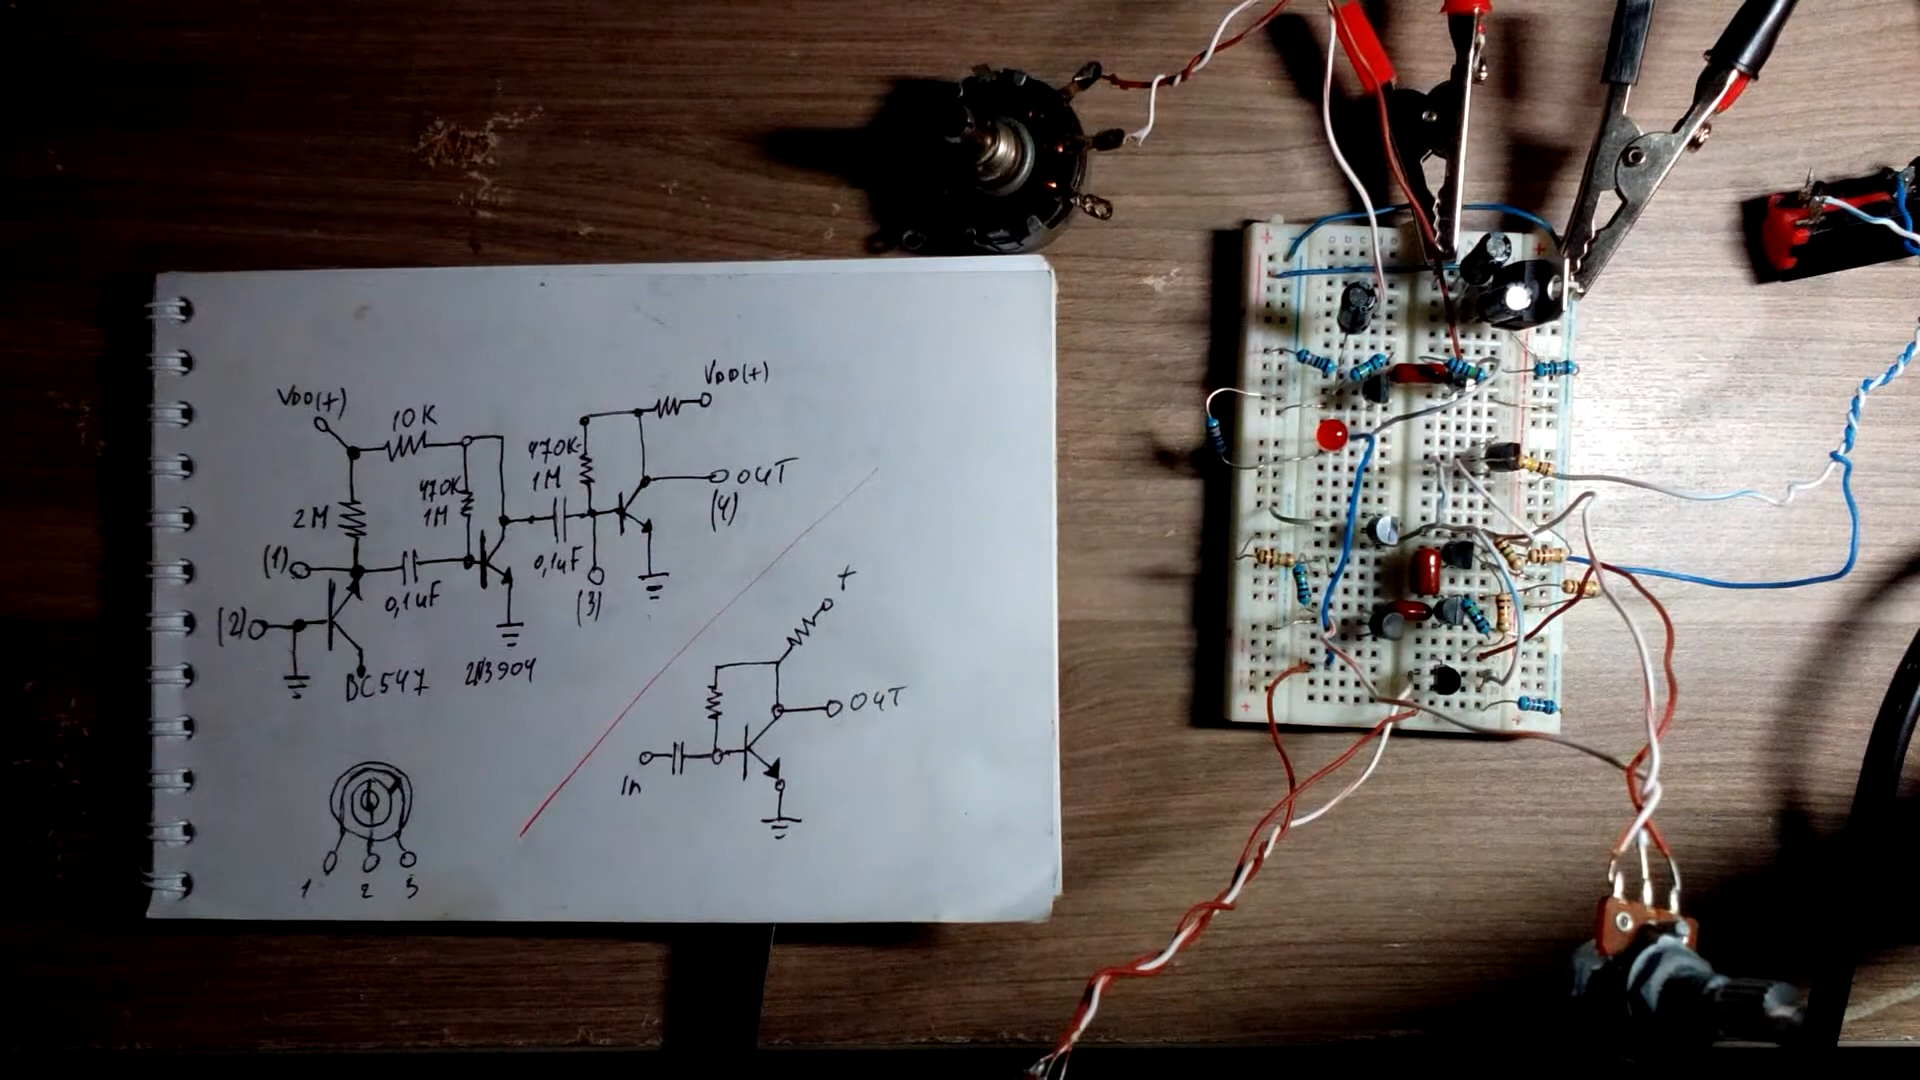 VDD(+)
10K
2M
470K
1M
(1)
0,1uF
(2)
BC547
2N3904
470K-
1M
0,1uF
(3)
VDD(+)
OUT
(4)
+
OUT
In
1 2 3